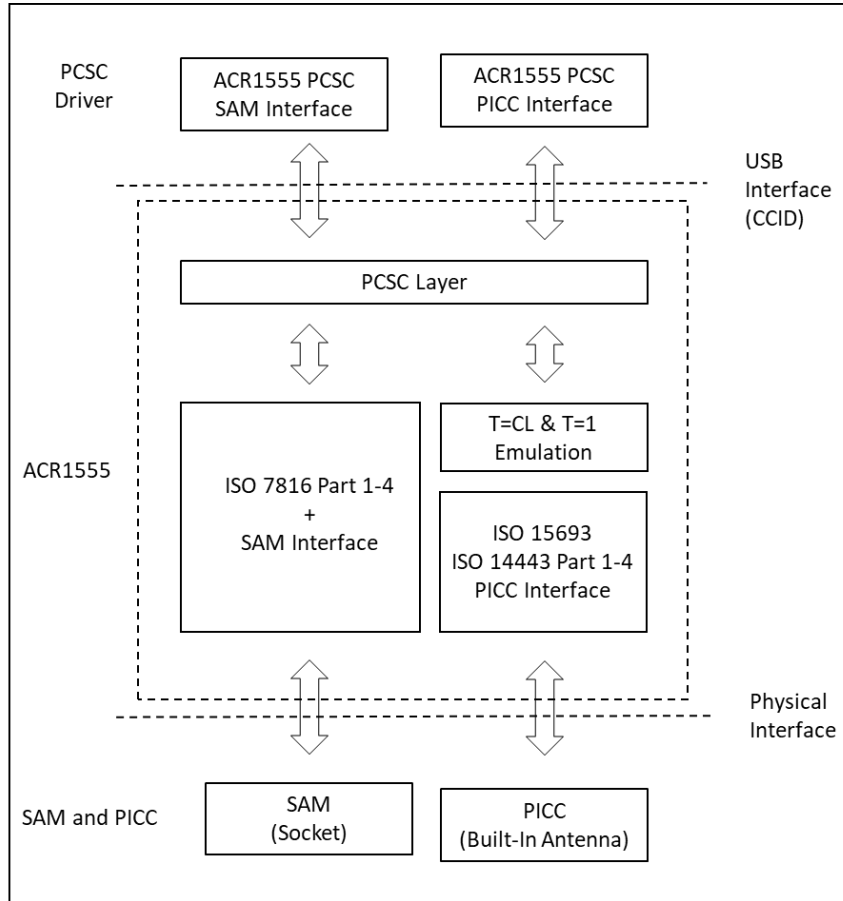 PCSC
Driver
ACR1555 PCSC
SAM Interface
ACR1555 PCSC
PICC Interface
USB
Interface
(CCID)
PCSC Layer
ACR1555
ISO 7816 Part 1-4
+
SAM Interface
T=CL & T=1
Emulation
ISO 15693
ISO 14443 Part 1-4
PICC Interface
Physical
Interface
SAM and PICC
SAM
(Socket)
PICC
(Built-In Antenna)